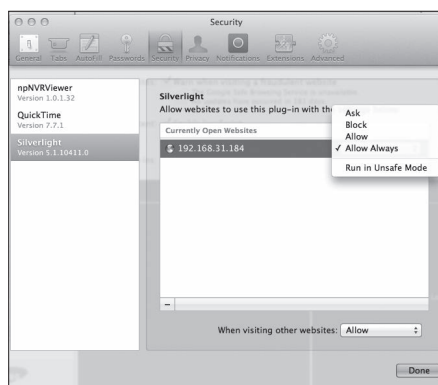 Security
General Tabs AutoFill Passwords Security Privacy Notifications Extensions Advanced
npNVRViewer
Version 1.0.1.32
QuickTime
Version 7.7.1
Silverlight
Version 5.1.10411.0
Silverlight
Allow websites to use this plug-in with the
Currently Open Websites
192.168.31.184
Ask
Block
Allow
✓ Allow Always
Run in Unsafe Mode
When visiting other websites: Allow
Done